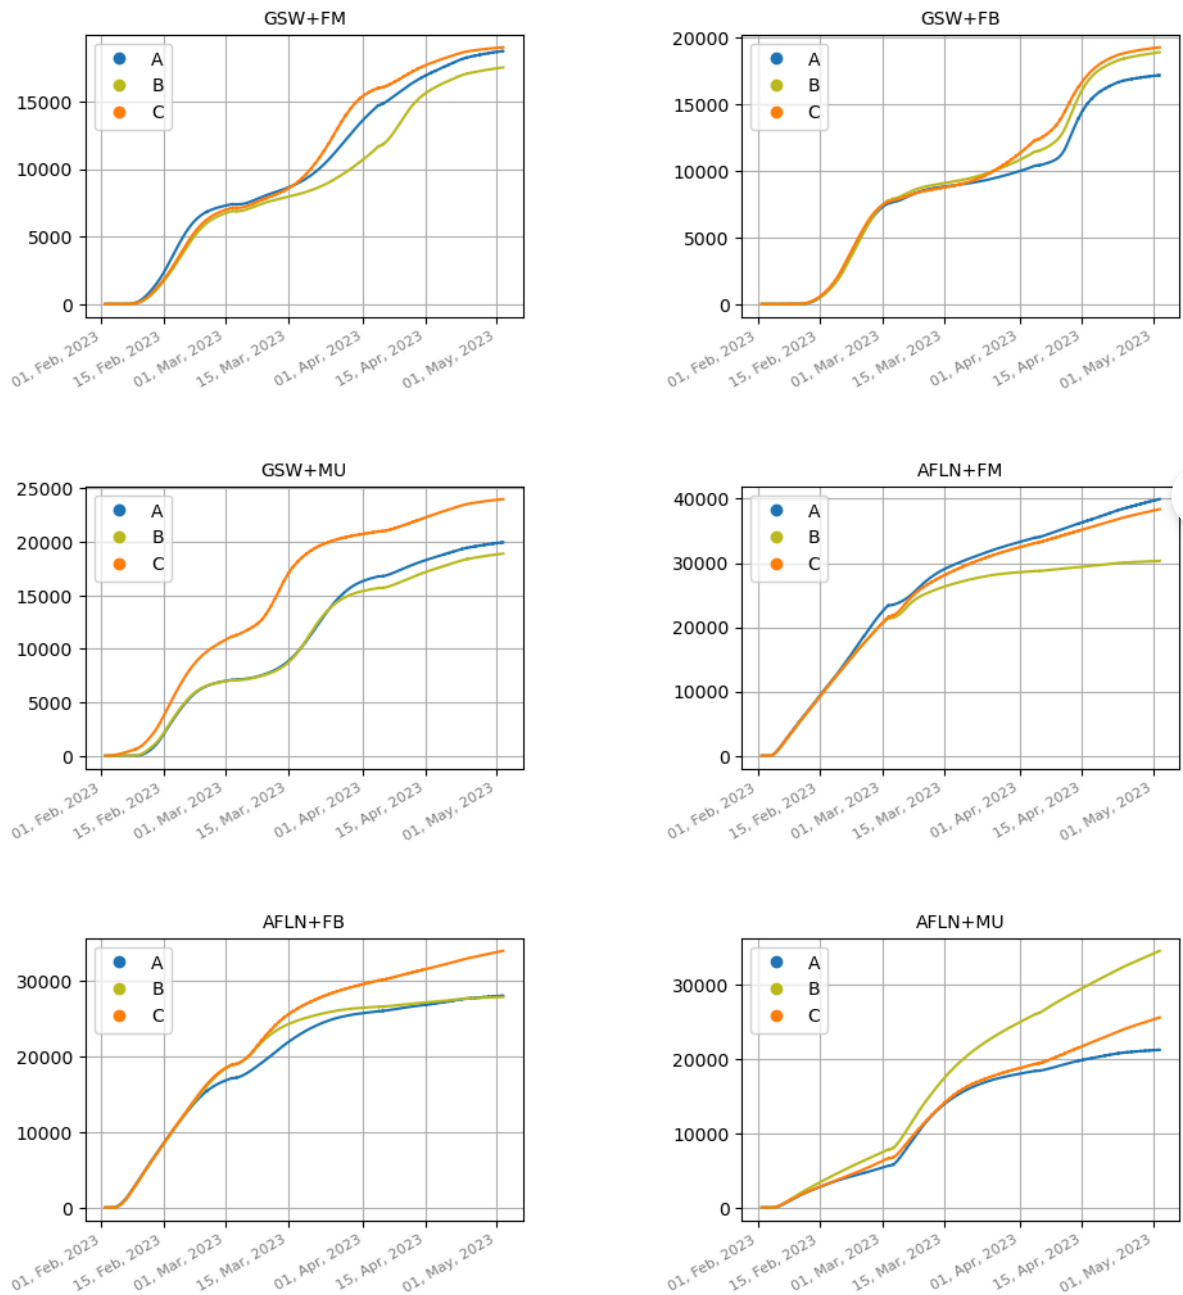 GSW+FM
A
B
C
15000
10000
5000
0
01, Feb, 2023
15, Feb, 2023
01, Mar, 2023
15, Mar, 2023
01, Apr, 2023
15, Apr, 2023
01, May, 2023
GSW+FB
A
B
C
20000
15000
10000
5000
0
01, Feb, 2023
15, Feb, 2023
01, Mar, 2023
15, Mar, 2023
01, Apr, 2023
15, Apr, 2023
01, May, 2023
GSW+MU
A
B
C
25000
20000
15000
10000
5000
0
01, Feb, 2023
15, Feb, 2023
01, Mar, 2023
15, Mar, 2023
01, Apr, 2023
15, Apr, 2023
01, May, 2023
AFLN+FM
A
B
C
40000
30000
20000
10000
0
01, Feb, 2023
15, Feb, 2023
01, Mar, 2023
15, Mar, 2023
01, Apr, 2023
15, Apr, 2023
01, May, 2023
AFLN+FB
A
B
C
30000
20000
10000
0
01, Feb, 2023
15, Feb, 2023
01, Mar, 2023
15, Mar, 2023
01, Apr, 2023
15, Apr, 2023
01, May, 2023
AFLN+MU
A
B
C
30000
20000
10000
0
01, Feb, 2023
15, Feb, 2023
01, Mar, 2023
15, Mar, 2023
01, Apr, 2023
15, Apr, 2023
01, May, 2023